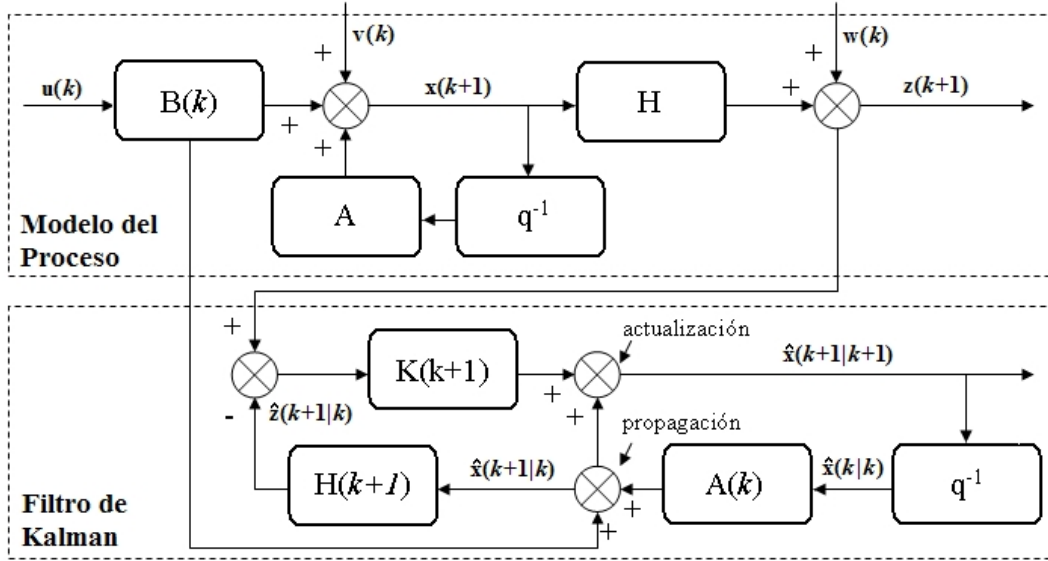 v(k)
w(k)
u(k)
B(k)
+
+
+
x(k+1)
H
+
+
z(k+1)
A
q⁻¹
Modelo del
Proceso
+
-
ẑ(k+1|k)
K(k+1)
+
+
actualización
x̂(k+1|k+1)
propagación
H(k+1)
x̂(k+1|k)
+
+
A(k)
x̂(k|k)
q⁻¹
Filtro de
Kalman